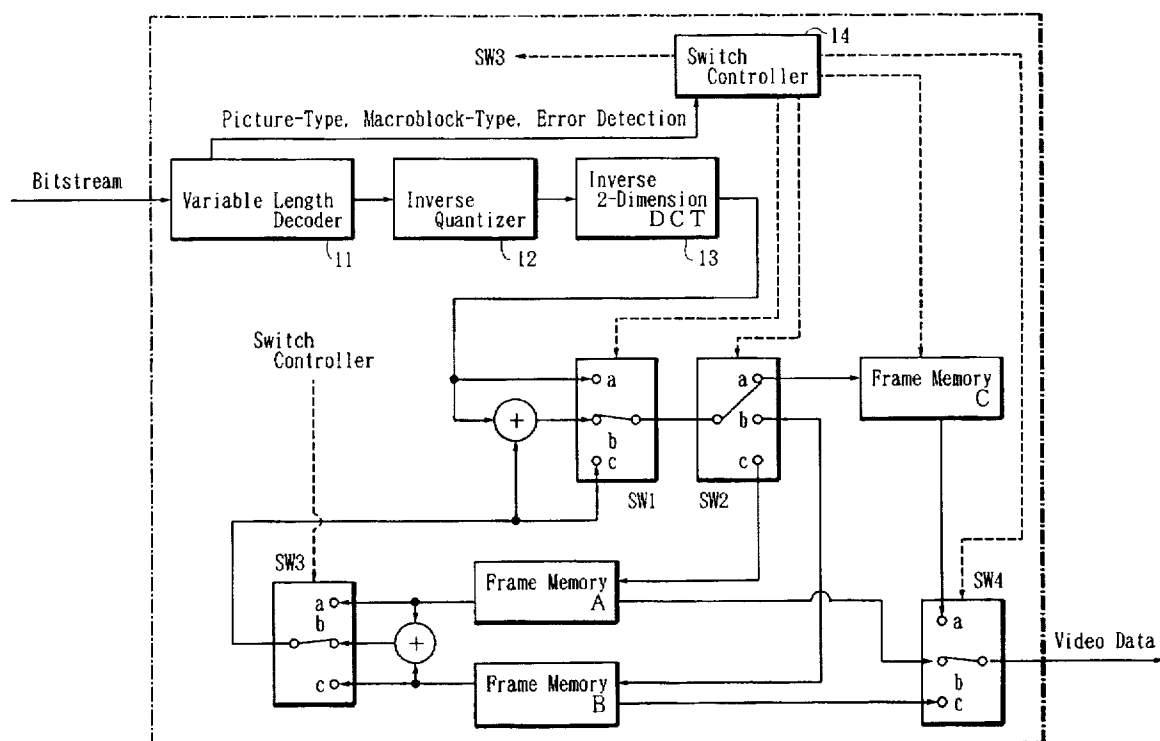 14
SW3
Switch
Controller
Picture-Type, Macroblock-Type, Error Detection
Bitstream
Variable Length
Decoder
11
Inverse
Quantizer
12
Inverse
2-Dimension
DCT
13
Switch
Controller
a
b
c
SW1
a
b
c
SW2
Frame Memory
C
SW3
a
b
c
Frame Memory
A
Frame Memory
B
SW4
a
b
c
Video Data